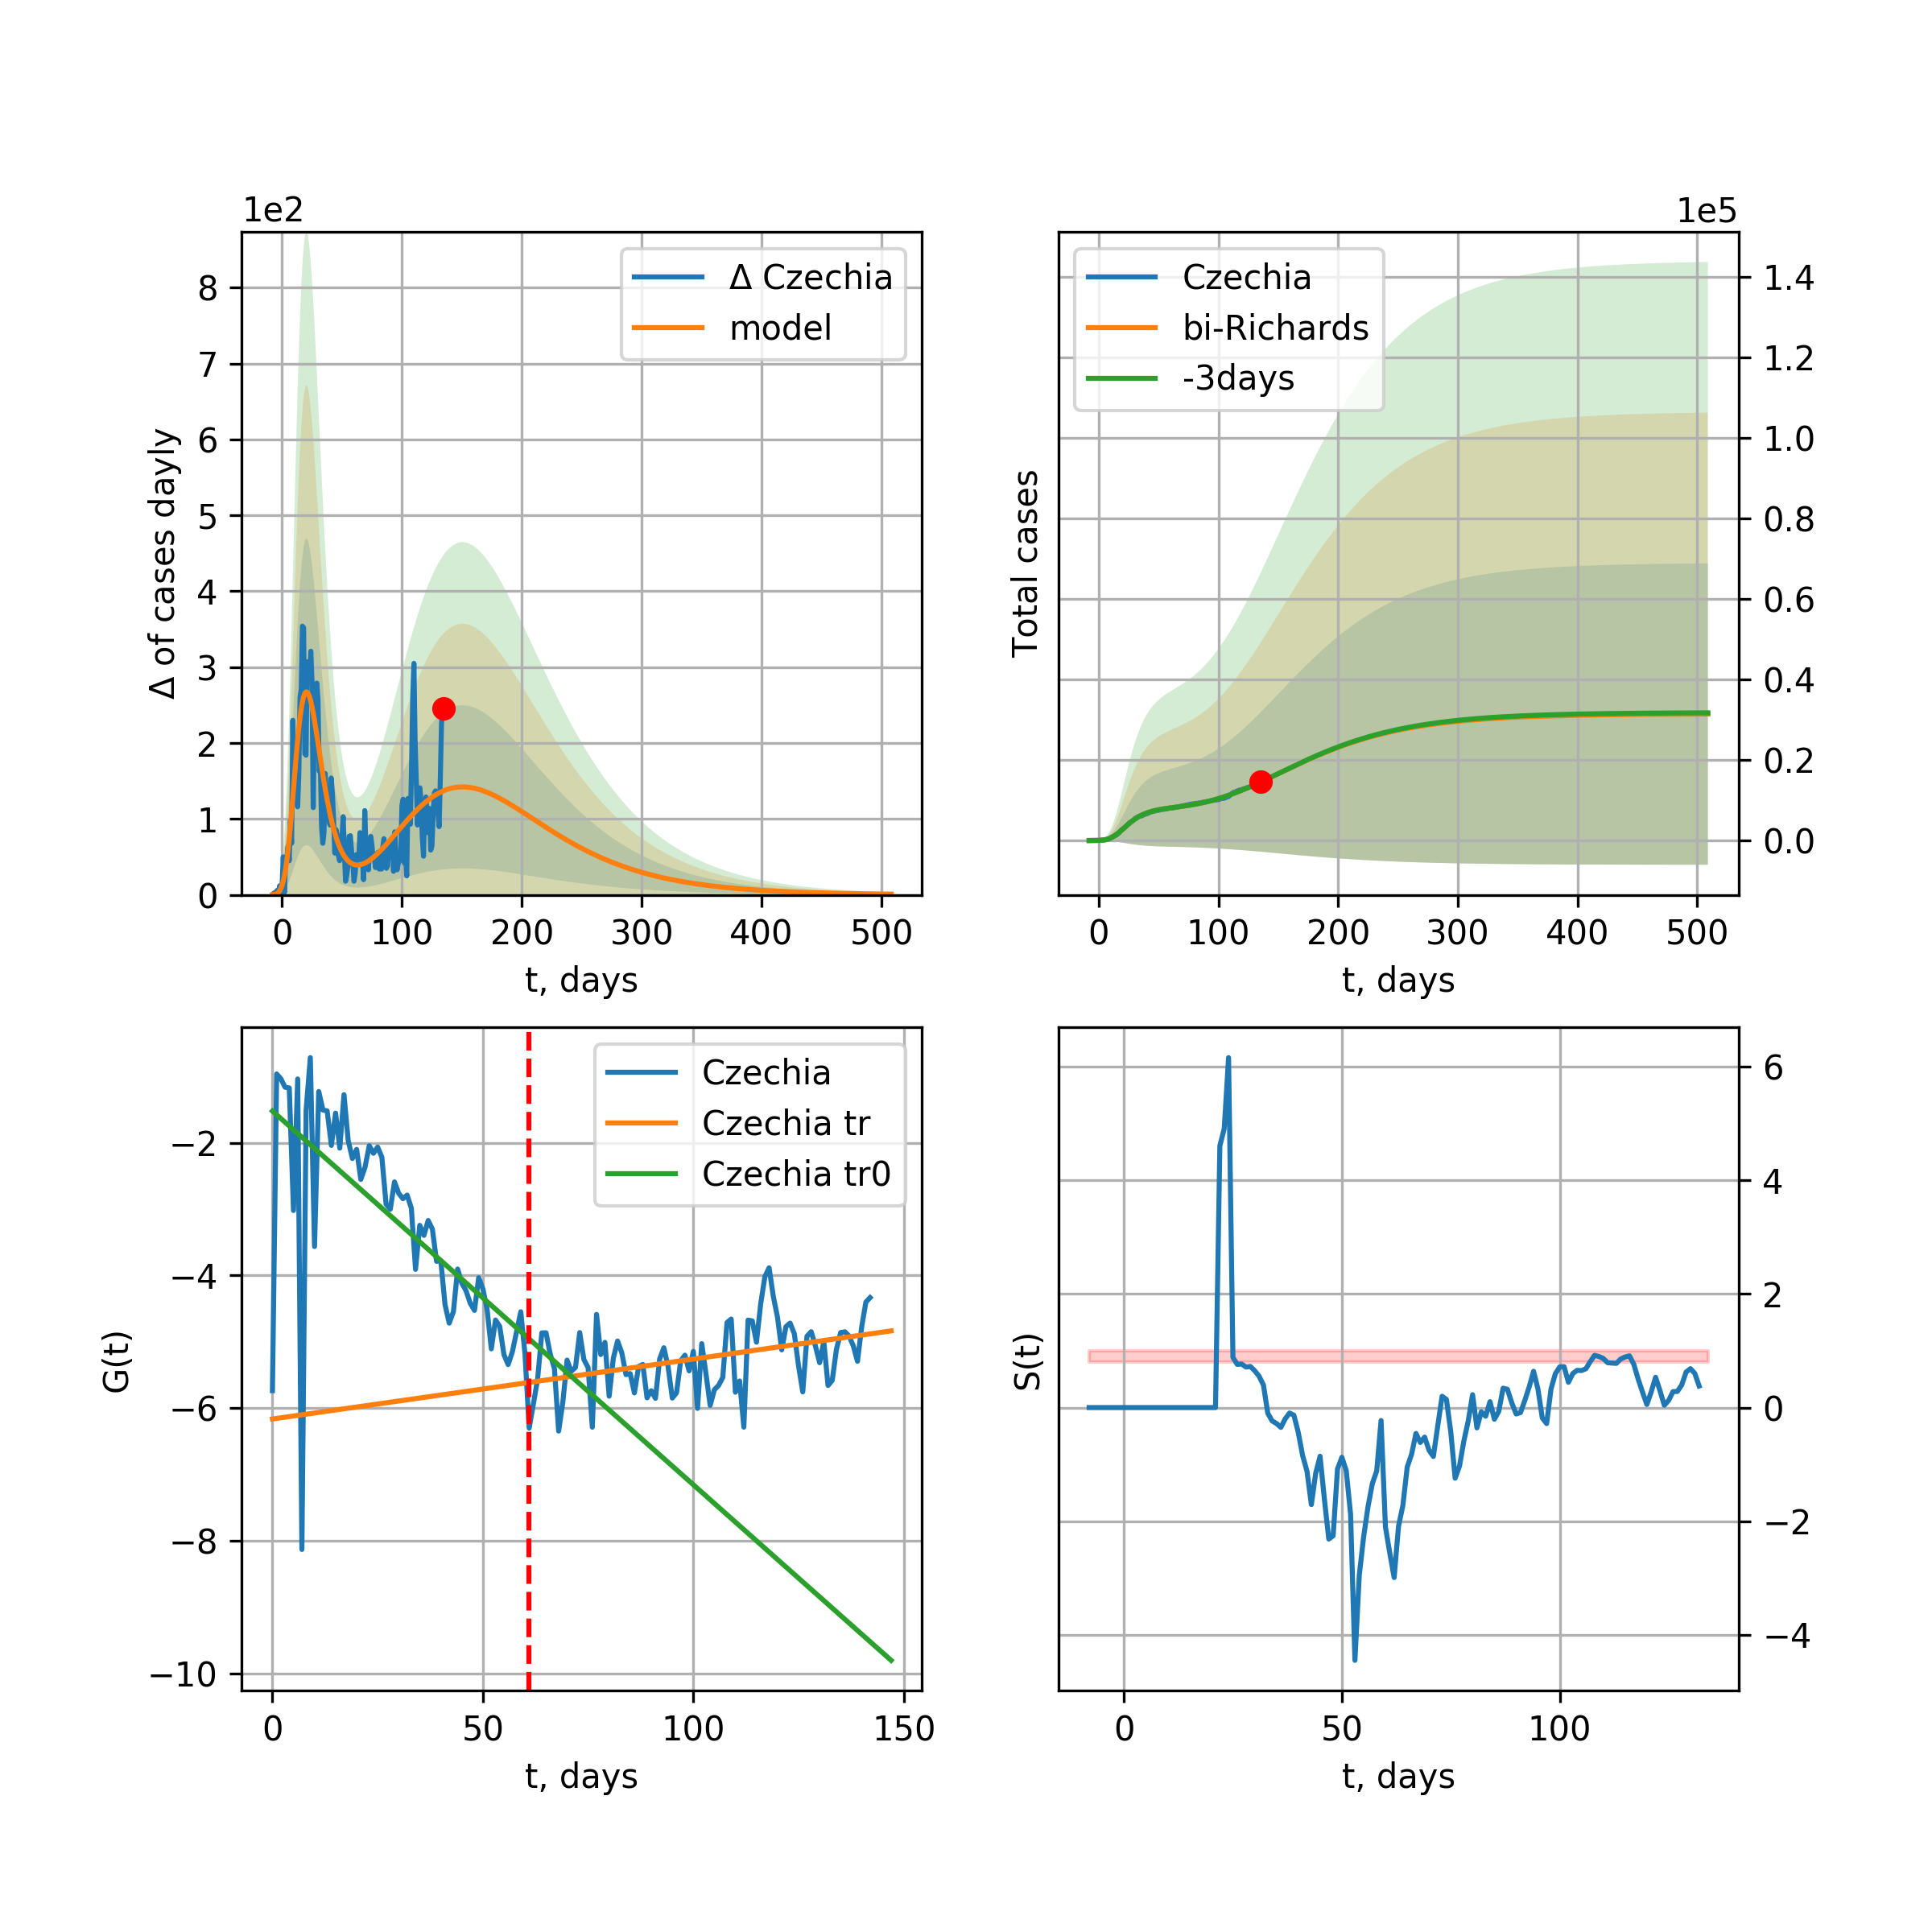 1e2
Δ of cases dayly
8
7
6
5
4
3
2
1
0
Δ Czechia
model
0 100 200 300 400 500
t, days
1e5
Total cases
Czechia
bi-Richards
-3days
1.4
1.2
1.0
0.8
0.6
0.4
0.2
0.0
0 100 200 300 400 500
t, days
G(t)
−2
−4
−6
−8
−10
Czechia
Czechia tr
Czechia tr0
0 50 100 150
t, days
S(t)
6
4
2
0
−2
−4
0 50 100
t, days